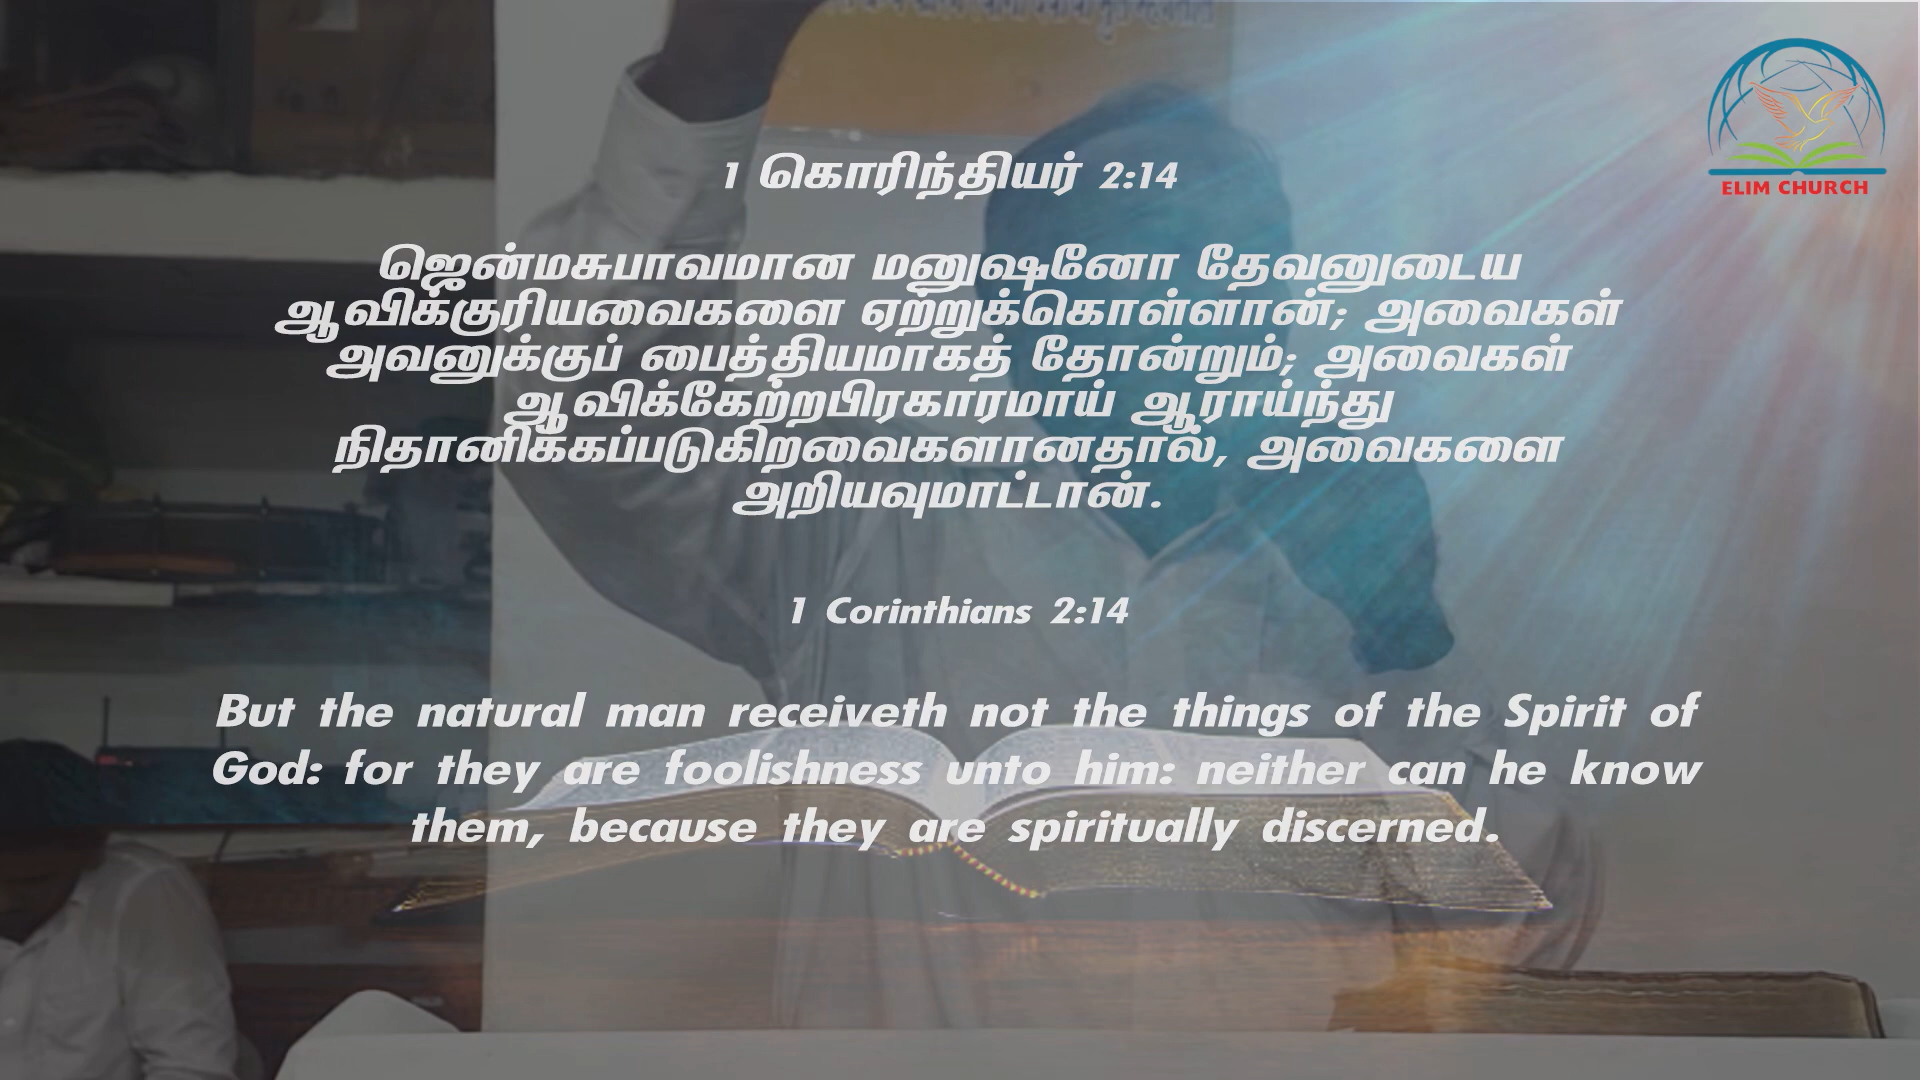 ELIM CHURCH
1 கொரிந்தியர் 2:14
ஜென்மசுபாவமான மனுஷனோ தேவனுடைய
ஆவிக்குரியவைகளை ஏற்றுக்கொள்ளான்; அவைகள்
அவனுக்குப் பைத்தியமாகத் தோன்றும்; அவைகள்
ஆவிக்கேற்றபிரகாரமாய் ஆராய்ந்து
நிதானிக்கப்படுகிறவைகளானதால், அவைகளை
அறியவுமாட்டான்.
1 Corinthians 2:14
But the natural man receiveth not the things of the Spirit of
God: for they are foolishness unto him: neither can he know
them, because they are spiritually discerned.